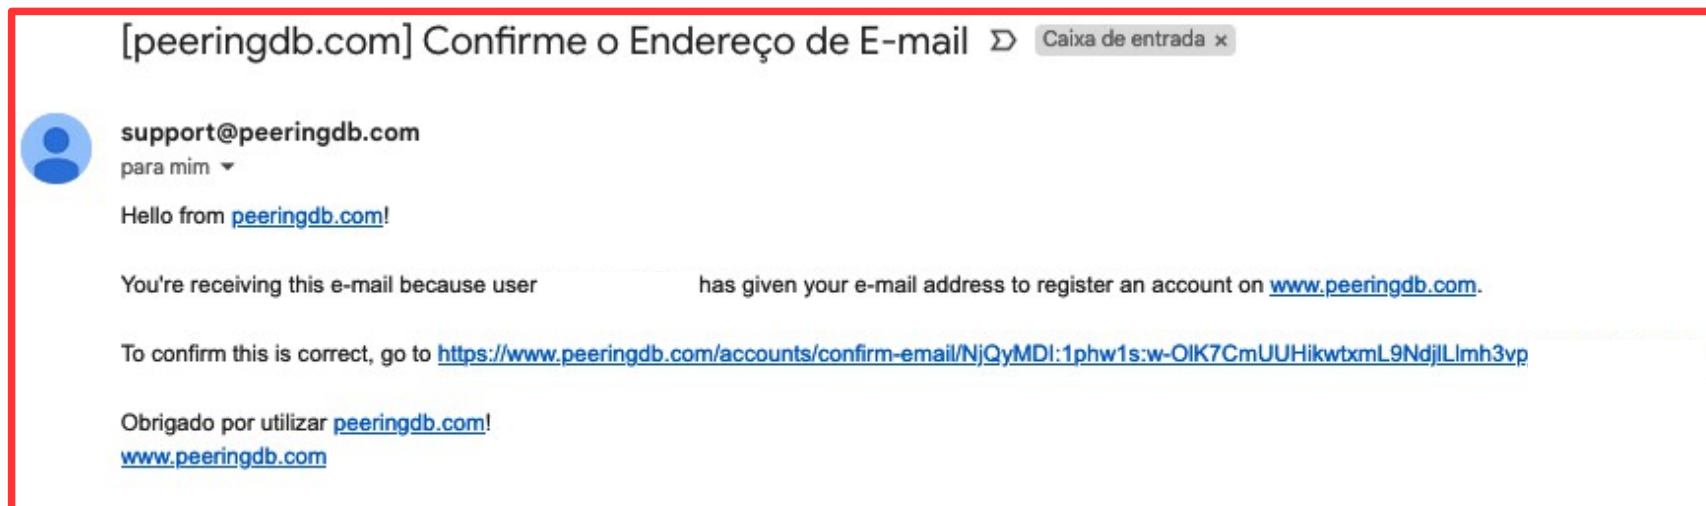 [peeringdb.com] Confirme o Endereço de E-mail Caixa de entrada x
support@peeringdb.com
para mim
Hello from peeringdb.com!
You're receiving this e-mail because user has given your e-mail address to register an account on www.peeringdb.com.
To confirm this is correct, go to https://www.peeringdb.com/accounts/confirm-email/NjQyMDI:1phw1s:w-OlK7CmUUHikwtxmL9NdjlLlmh3vp
Obrigado por utilizar peeringdb.com!
www.peeringdb.com